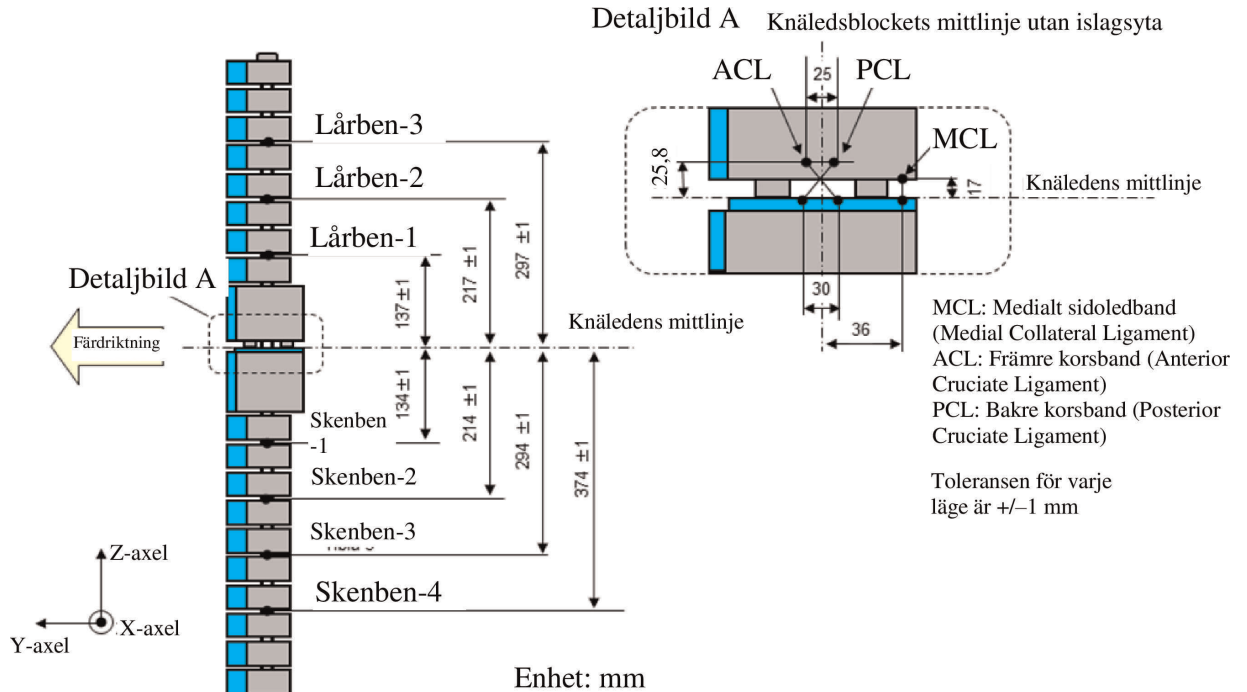 Detaljbild A
Knäledsblockets mittlinje utan islagsyta
ACL
25
PCL
MCL
25,8
17
Knäledens mittlinje
30
36
Lårben-3
Lårben-2
Lårben-1
137±1
217 ±1
297 ±1
Detaljbild A
Färdriktning
Knäledens mittlinje
134±1
214 ±1
294 ±1
374 ±1
Skenben
-1
Skenben-2
Skenben-3
Skenben-4
MCL: Medialt sidoledband
(Medial Collateral Ligament)
ACL: Främre korsband (Anterior
Cruciate Ligament)
PCL: Bakre korsband (Posterior
Cruciate Ligament)
Toleransen för varje
läge är +/–1 mm
Z-axel
X-axel
Y-axel
Enhet: mm